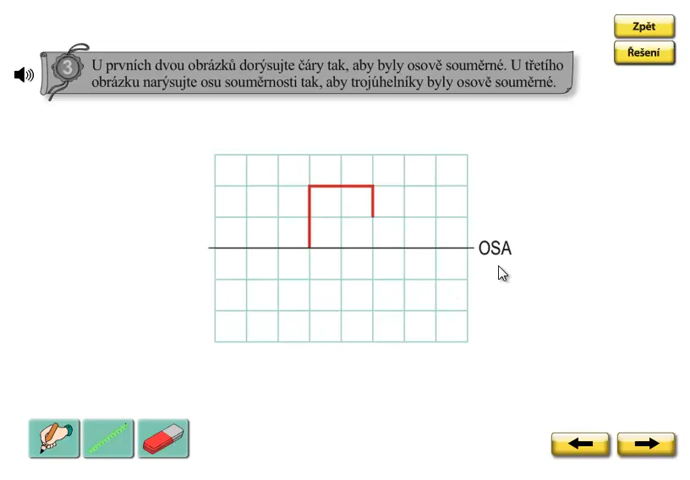 Zpět
Řešení
3
U prvních dvou obrázků dorýsujte čáry tak, aby byly osově souměrné. U třetího
obrázku narýsujte osu souměrnosti tak, aby trojúhelníky byly osově souměrné.
OSA